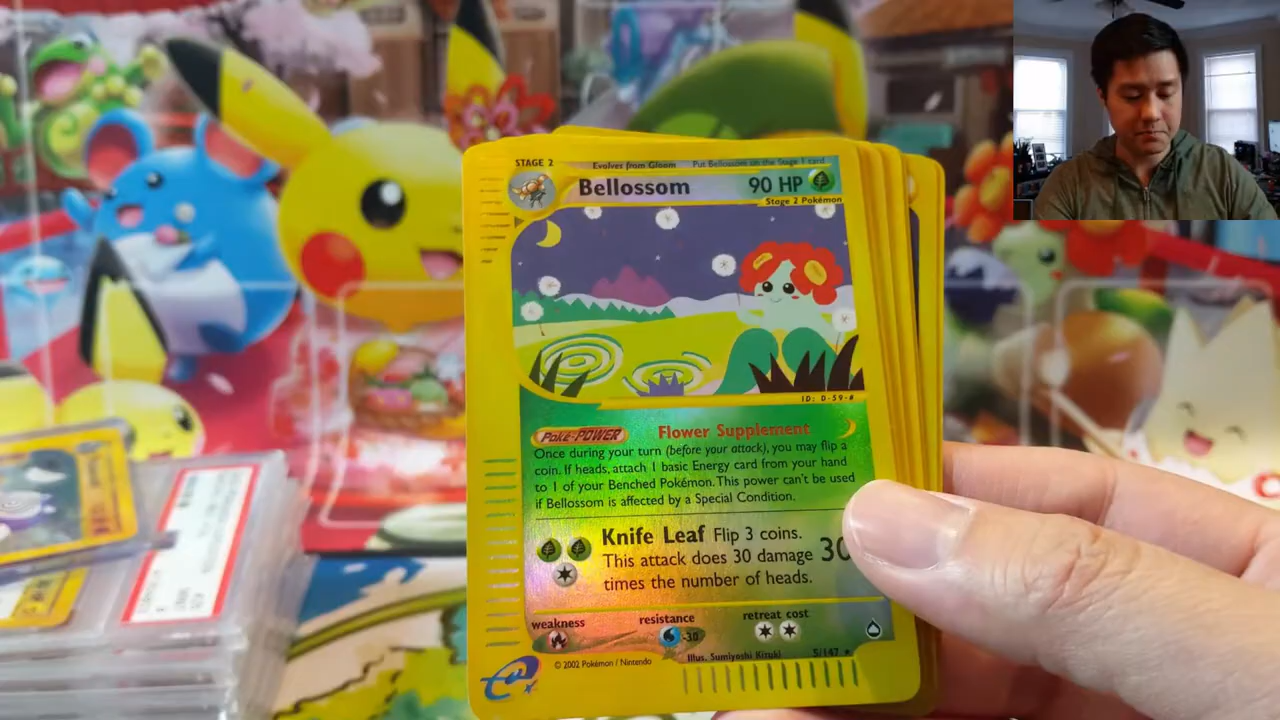 STAGE 2
Evolves from Gloom Put Bellossom on the Stage 1 card
Bellossom 90 HP
Stage 2 Pokémon
ID: D-59-#
Poké-POWER Flower Supplement
Once during your turn (before your attack), you may flip a
coin. If heads, attach 1 basic Energy card from your hand
to 1 of your Benched Pokémon. This power can't be used
if Bellossom is affected by a Special Condition.
Knife Leaf Flip 3 coins.
This attack does 30 damage 30
times the number of heads.
weakness resistance retreat cost
-30
Illus. Sumiyoshi Kizuki 5/147 ★
© 2002 Pokémon / Nintendo
e